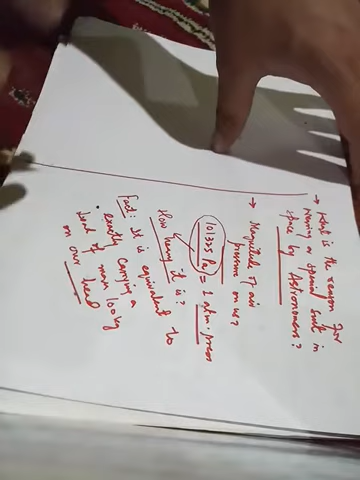 → What is the reason for
wearing a special suit in
space by Astronomers?
→ Magnitude of air
pressure on us?
101325 Pa = 1 atm. press
How heavy it is?
Fact: It is equivalent to
exactly carrying a
load of mass 100 kg
on our head